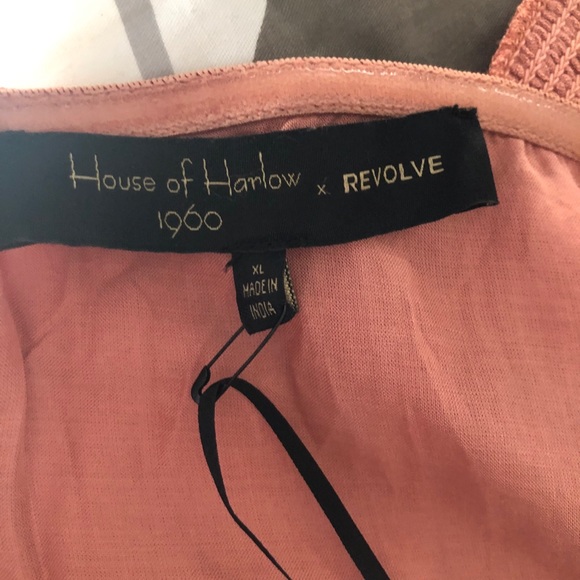 House of Harlow x REVOLVE
1960
XL
MADE IN
INDIA